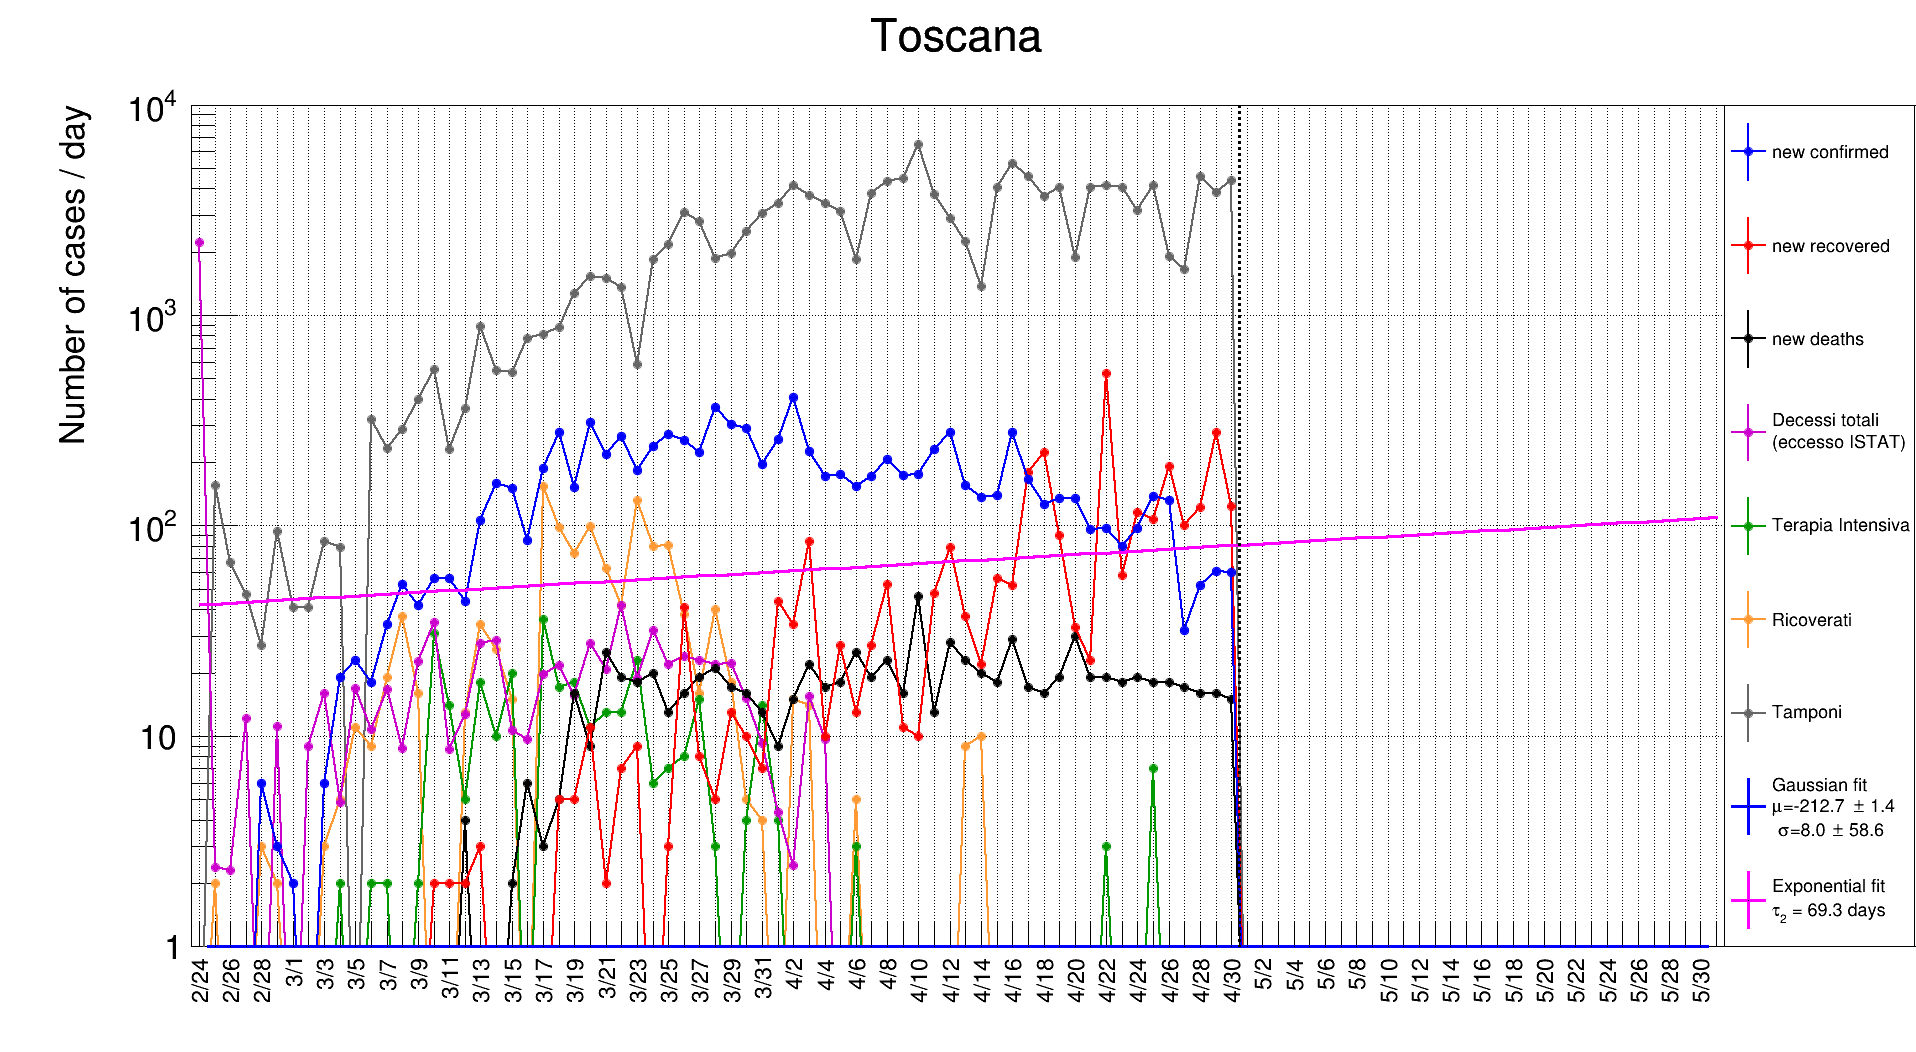 Toscana
Number of cases / day
10^4
10^3
10^2
10
1
2/24 2/26 2/28 3/1 3/3 3/5 3/7 3/9 3/11 3/13 3/15 3/17 3/19 3/21 3/23 3/25 3/27 3/29 3/31 4/2 4/4 4/6 4/8 4/10 4/12 4/14 4/16 4/18 4/20 4/22 4/24 4/26 4/28 4/30 5/2 5/4 5/6 5/8 5/10 5/12 5/14 5/16 5/18 5/20 5/22 5/24 5/26 5/28 5/30
new confirmed
new recovered
new deaths
Decessi totali
(eccesso ISTAT)
Terapia Intensiva
Ricoverati
Tamponi
Gaussian fit
μ=-212.7 ± 1.4
σ=8.0 ± 58.6
Exponential fit
τ₂ = 69.3 days